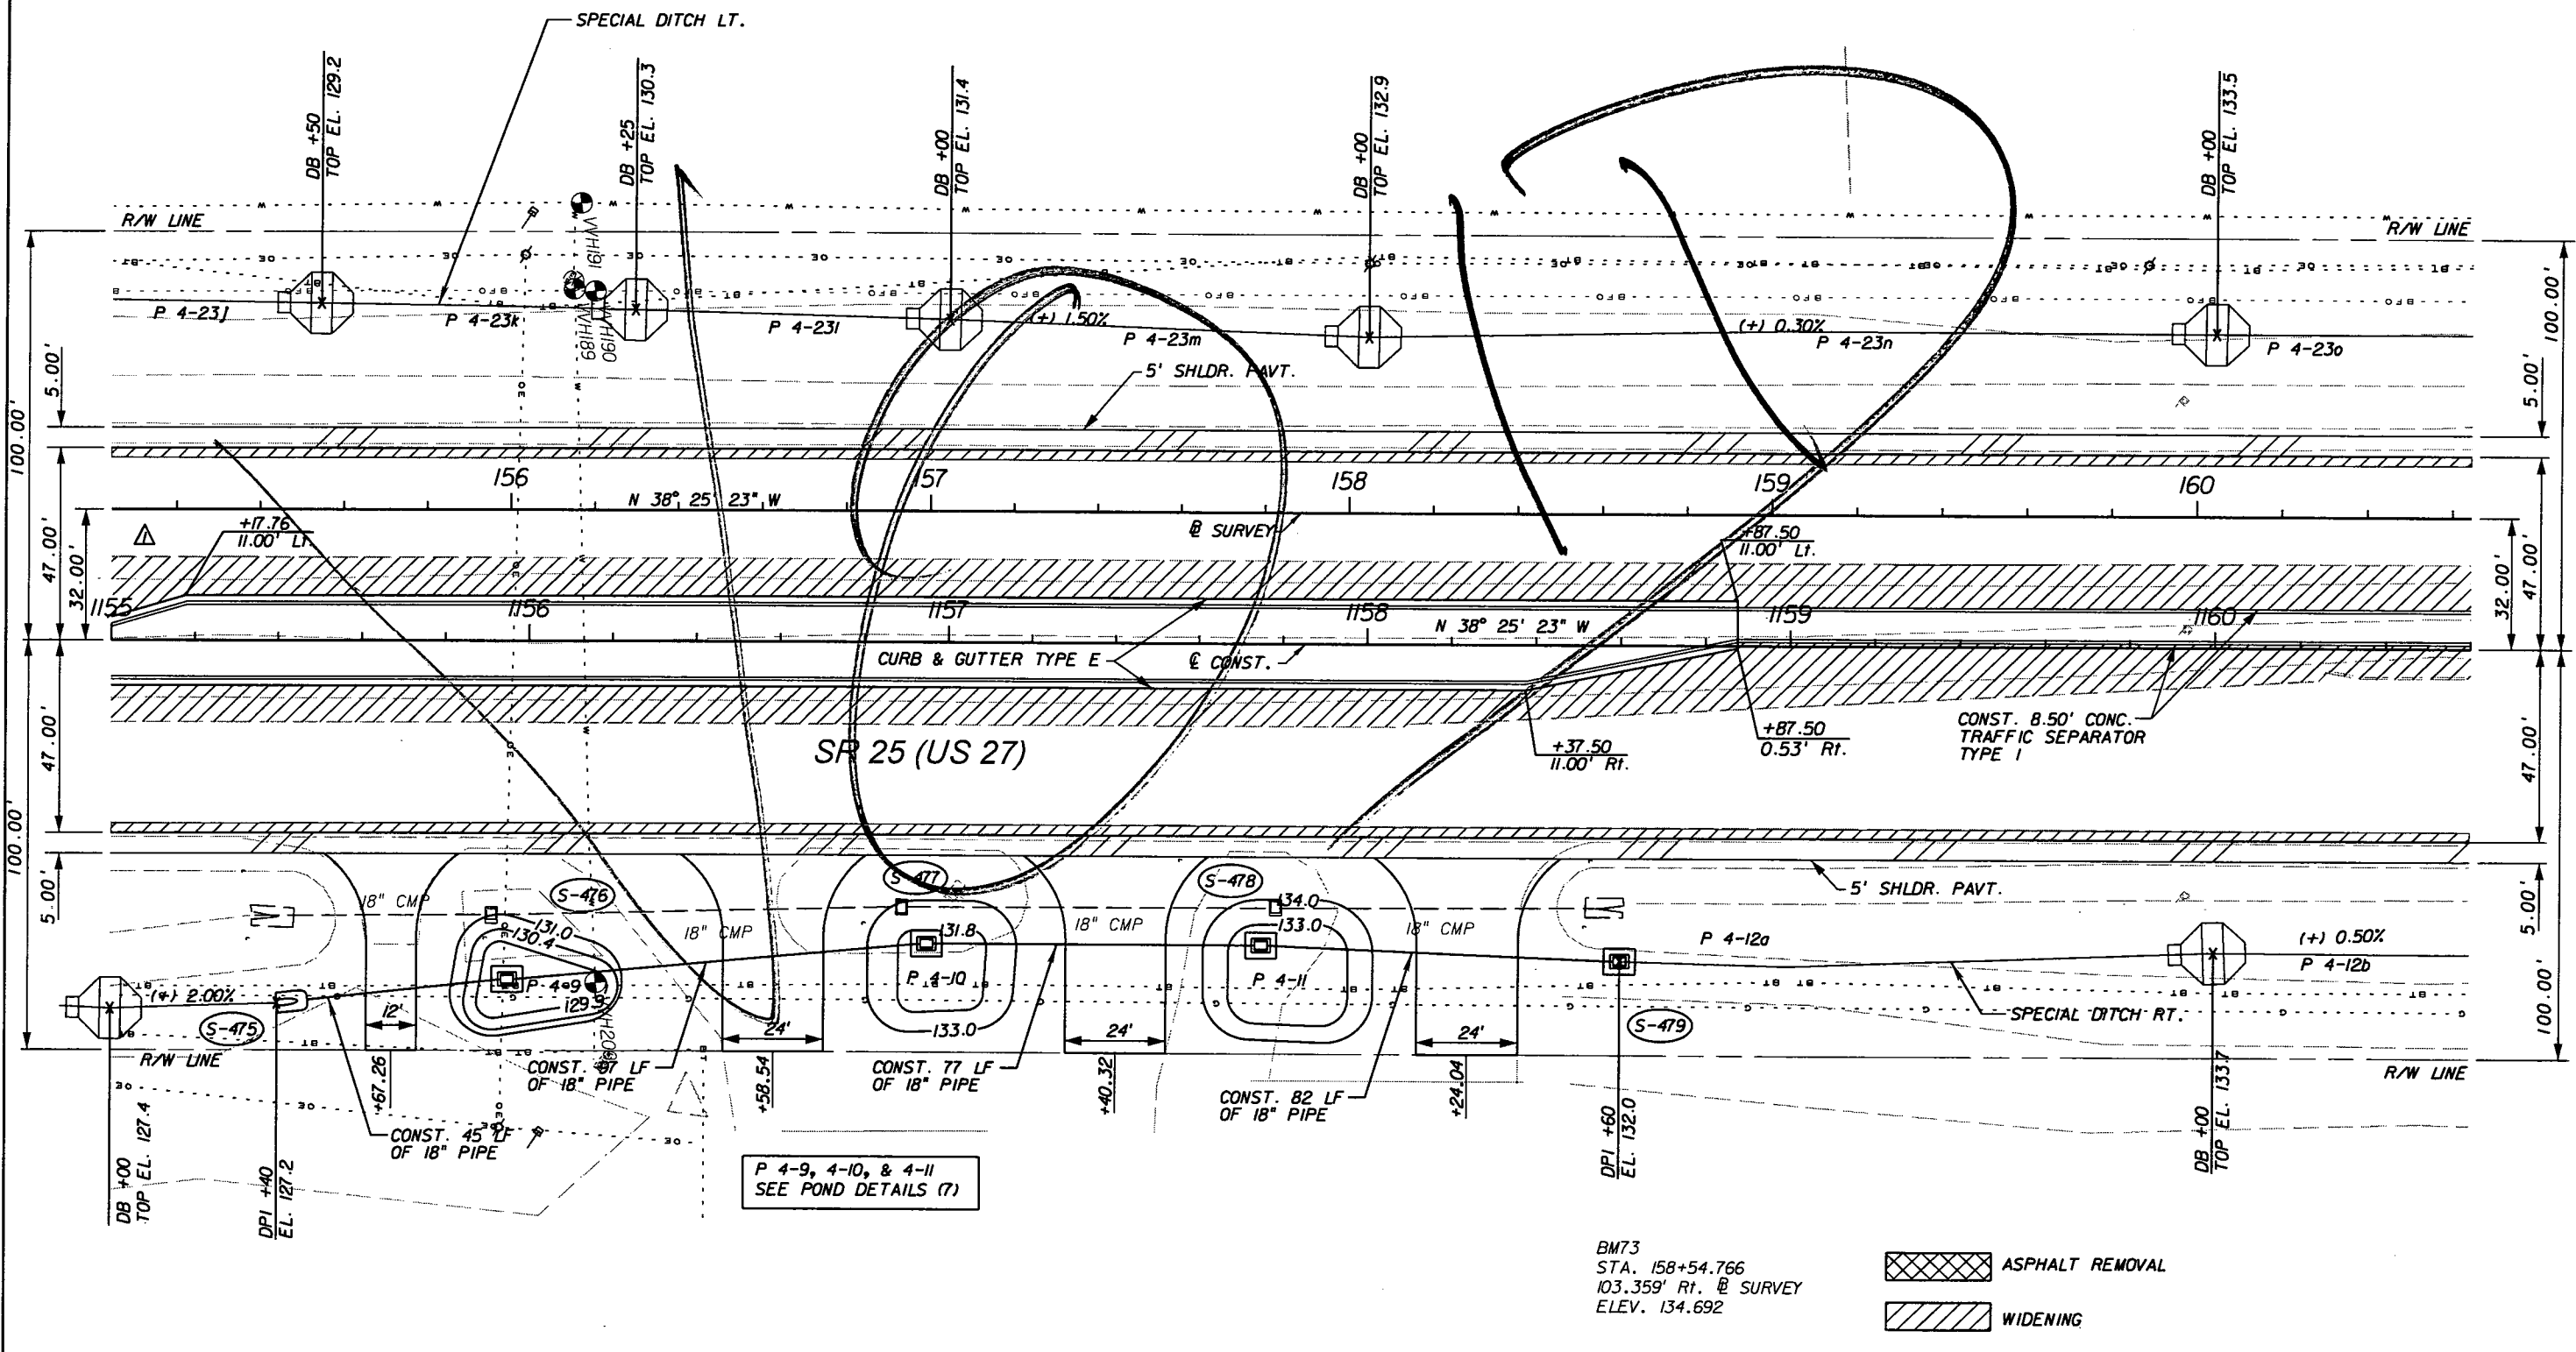 SPECIAL DITCH LT.
DB +50
TOP EL. 129.2
DB +25
TOP EL. 130.3
DB +00
TOP EL. 131.4
DB +00
TOP EL. 132.9
DB +00
TOP EL. 133.5
R/W LINE
R/W LINE
VVH191
VVH190
VVH189
P 4-23j
P 4-23k
P 4-23l
(+) 1.50%
P 4-23m
(+) 0.30%
P 4-23n
P 4-23o
5' SHLDR. PAVT.
5.00'
5.00'
100.00'
100.00'
47.00'
47.00'
32.00'
32.00'
156
157
158
159
160
N 38° 25' 23" W
℄ SURVEY
+17.76
11.00' Lt.
+87.50
11.00' Lt.
1155
1156
1157
1158
1159
1160
N 38° 25' 23" W
CURB & GUTTER TYPE E
℄ CONST.
SR 25 (US 27)
+37.50
11.00' Rt.
+87.50
0.53' Rt.
CONST. 8.50' CONC.
TRAFFIC SEPARATOR
TYPE I
47.00'
47.00'
100.00'
100.00'
5.00'
5.00'
5' SHLDR. PAVT.
18" CMP
S-476
18" CMP
S-477
18" CMP
S-478
18" CMP
131.0
130.4
P 4-9
129.9
131.8
P 4-10
133.0
134.0
133.0
P 4-11
P 4-12a
(+) 0.50%
P 4-12b
(+) 2.00%
S-475
12'
24'
24'
24'
S-479
SPECIAL DITCH RT.
R/W LINE
R/W LINE
+67.26
+58.54
+40.32
+24.04
CONST. 97 LF
OF 18" PIPE
CONST. 77 LF
OF 18" PIPE
CONST. 82 LF
OF 18" PIPE
CONST. 45 LF
OF 18" PIPE
DB +00
TOP EL. 127.4
DPI +40
EL. 127.2
DPI +60
EL. 132.0
DB +00
TOP EL. 133.7
P 4-9, 4-10, & 4-11
SEE POND DETAILS (7)
BM73
STA. 158+54.766
103.359' Rt. ℄ SURVEY
ELEV. 134.692
ASPHALT REMOVAL
WIDENING
VOID